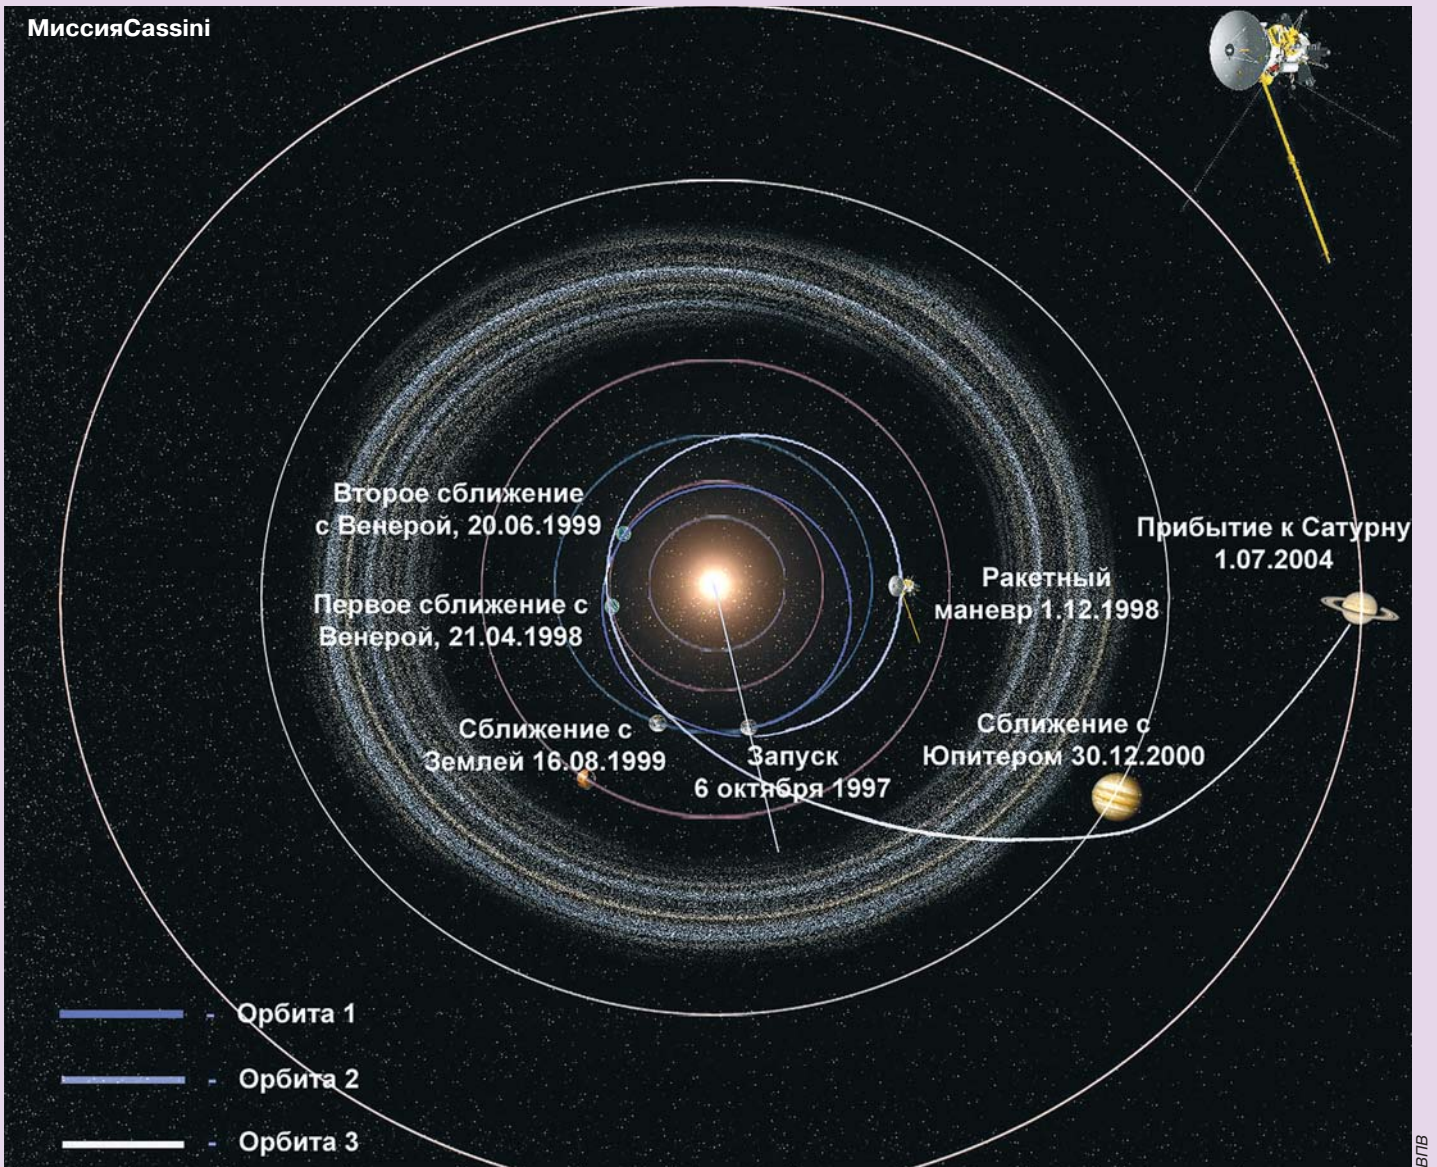 МиссияCassini
Второе сближение
с Венерой, 20.06.1999
Прибытие к Сатурну
1.07.2004
Первое сближение с
Венерой, 21.04.1998
Ракетный
маневр 1.12.1998
Сближение с
Землей 16.08.1999
Запуск
6 октября 1997
Сближение с
Юпитером 30.12.2000
- Орбита 1
- Орбита 2
- Орбита 3
ВПВ